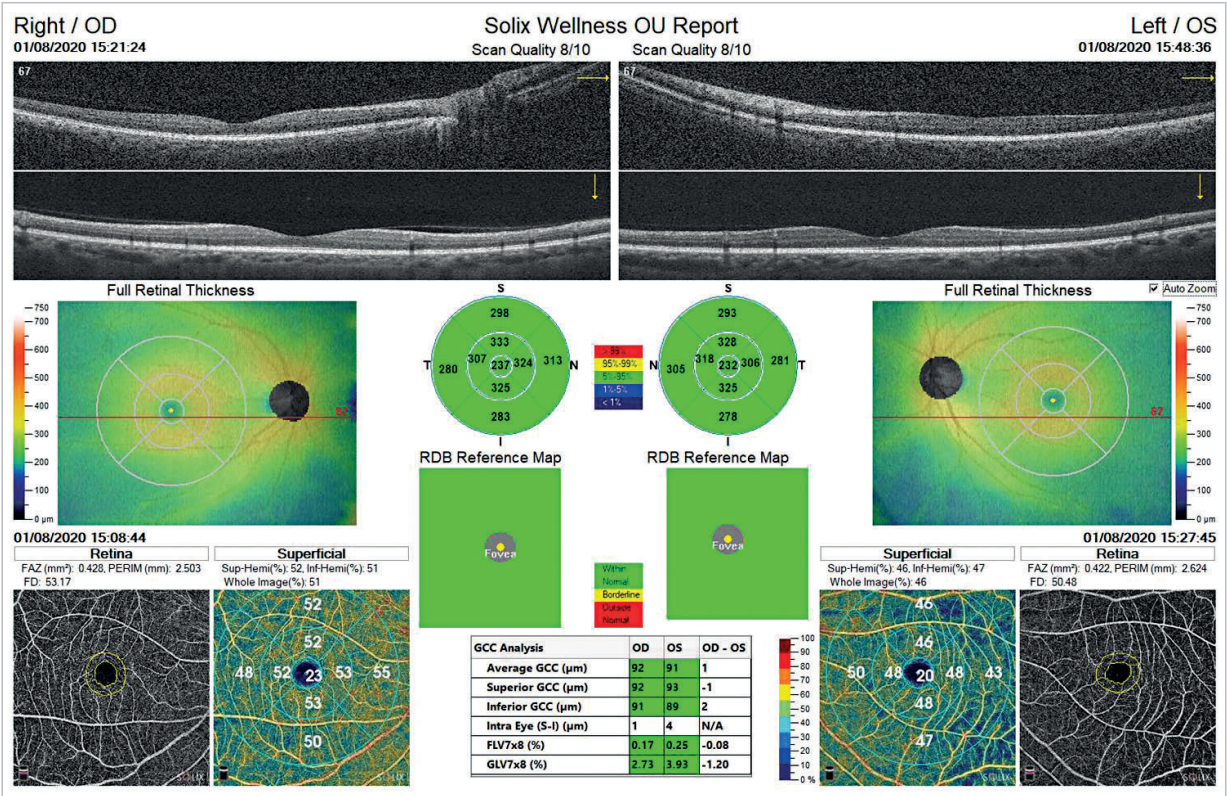 Right / OD
Solix Wellness OU Report
Left / OS
01/08/2020 15:21:24
Scan Quality 8/10
Scan Quality 8/10
01/08/2020 15:48:36
67
67
Full Retinal Thickness
S
S
Full Retinal Thickness
Auto Zoom
750
700
600
500
400
300
200
100
0 µm
67
298
333
280
307
237
324
313
325
283
T
N
I
> 99%
95%-99%
5%-95%
1%-5%
< 1%
293
328
305
318
232
306
281
325
278
N
T
I
67
750
700
600
500
400
300
200
100
0 µm
RDB Reference Map
RDB Reference Map
Fovea
Fovea
Within
Normal
Borderline
Outside
Normal
01/08/2020 15:08:44
01/08/2020 15:27:45
Retina
Superficial
Superficial
Retina
FAZ (mm²): 0.428, PERIM (mm): 2.503
FD: 53.17
Sup-Hemi(%): 52, Inf-Hemi(%): 51
Whole Image(%): 51
Sup-Hemi(%): 46, Inf-Hemi(%): 47
Whole Image(%): 46
FAZ (mm²): 0.422, PERIM (mm): 2.624
FD: 50.48
SOLIX
52
52
48 52 23 53 55
53
50
SOLIX
GCC Analysis OD OS OD - OS
Average GCC (µm) 92 91 1
Superior GCC (µm) 92 93 -1
Inferior GCC (µm) 91 89 2
Intra Eye (S-I) (µm) 1 4 N/A
FLV7x8 (%) 0.17 0.25 -0.08
GLV7x8 (%) 2.73 3.93 -1.20
100
90
80
70
60
50
40
30
20
10
0 %
46
46
50 48 20 48 43
48
47
SOLIX
SOLIX